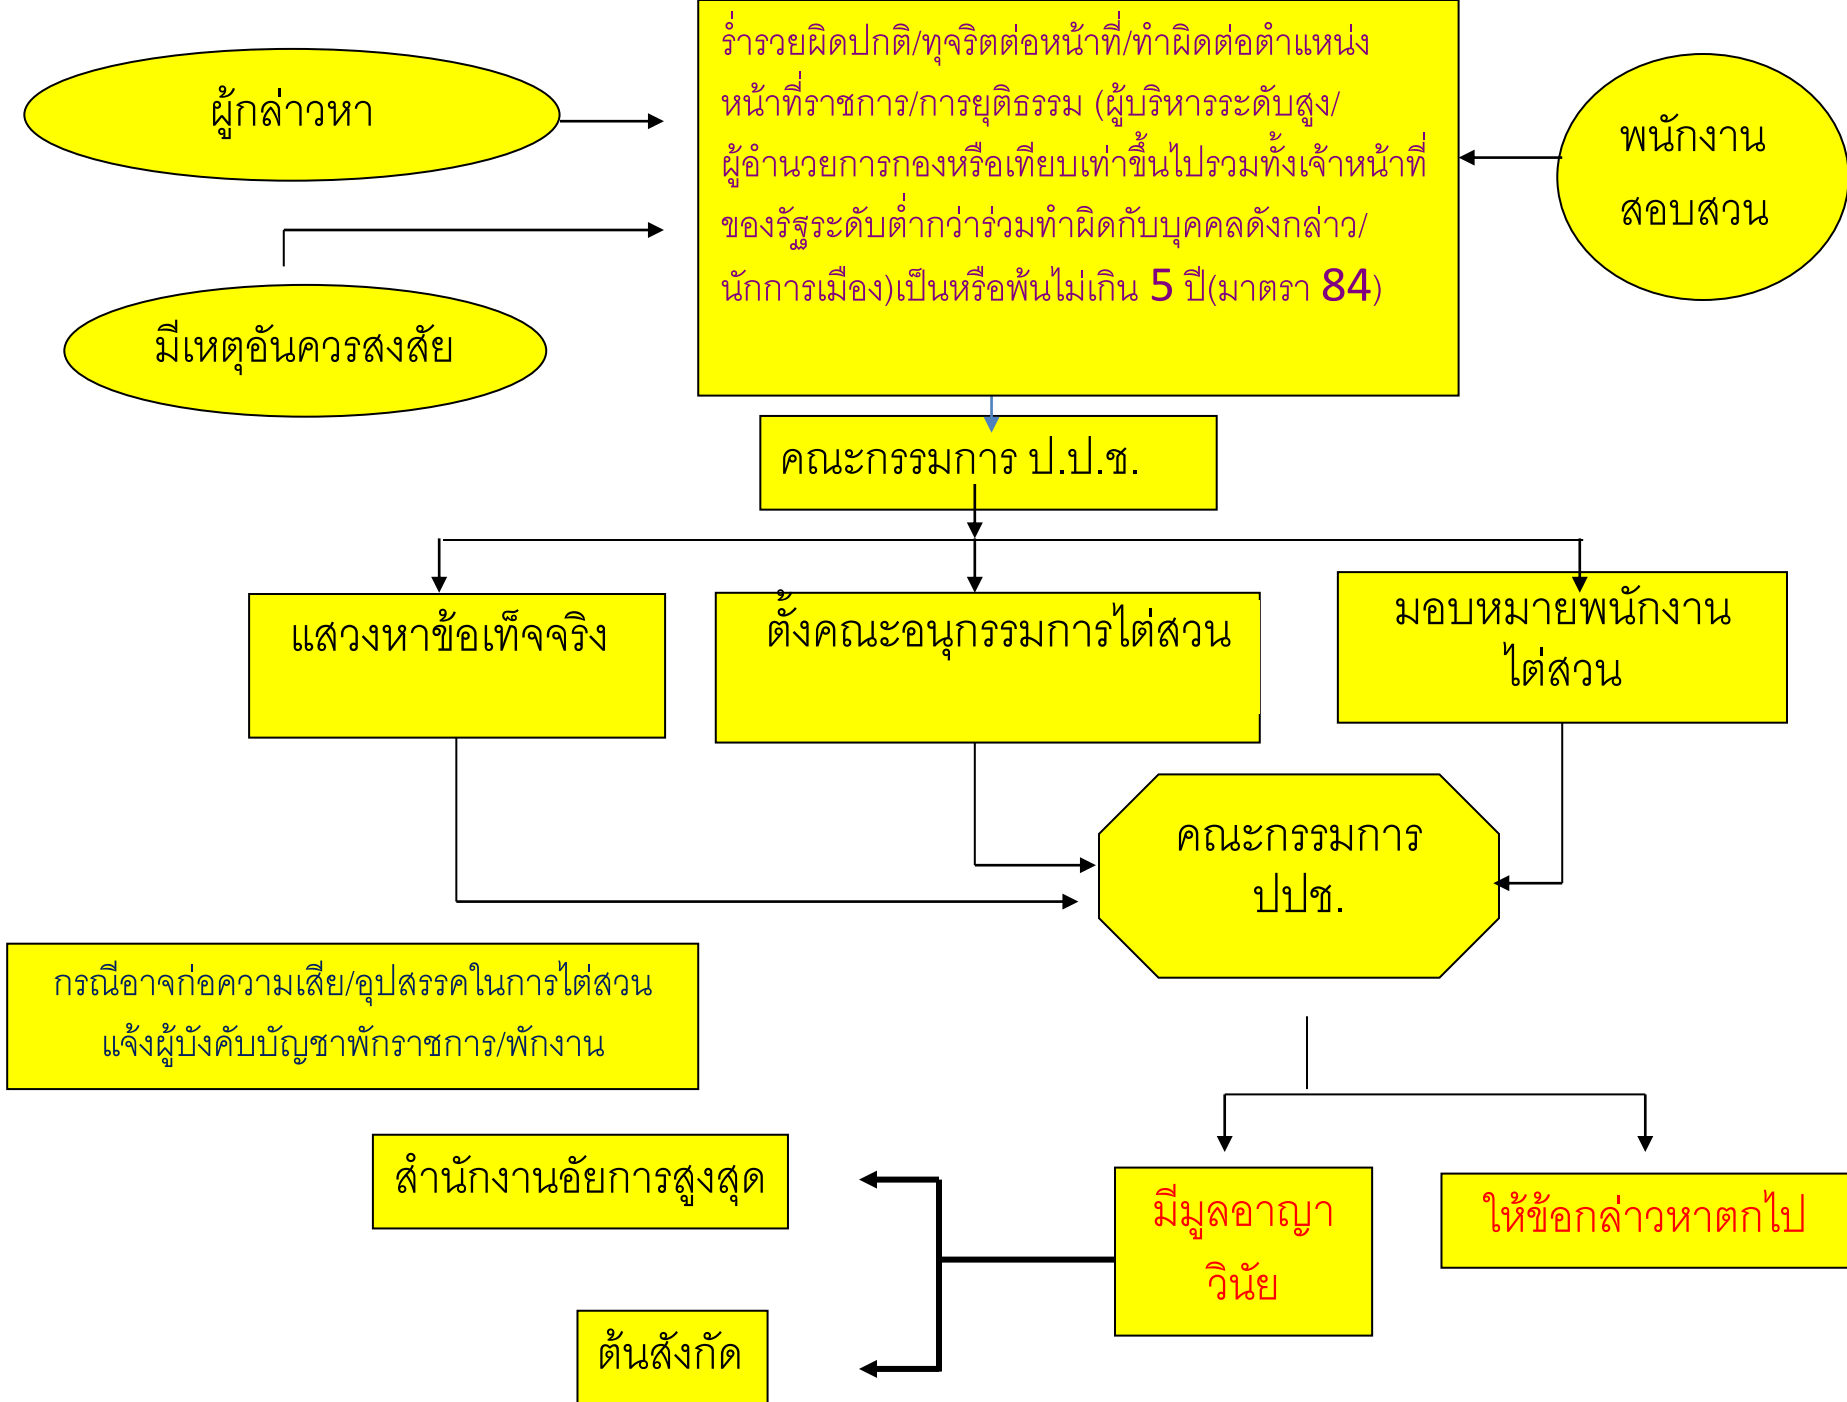 ผู้กล่าวหา
ร่ำรวยผิดปกติ/ทุจริตต่อหน้าที่/ทำผิดต่อตำแหน่ง
หน้าที่ราชการ/การยุติธรรม (ผู้บริหารระดับสูง/
ผู้อำนวยการกองหรือเทียบเท่าขึ้นไปรวมทั้งเจ้าหน้าที่
ของรัฐระดับต่ำกว่าร่วมทำผิดกับบุคคลดังกล่าว/
นักการเมือง)เป็นหรือพ้นไม่เกิน 5 ปี(มาตรา 84)
พนักงาน
สอบสวน
มีเหตุอันควรสงสัย
คณะกรรมการ ป.ป.ช.
แสวงหาข้อเท็จจริง
ตั้งคณะอนุกรรมการไต่สวน
มอบหมายพนักงาน
ไต่สวน
คณะกรรมการ
ปปช.
กรณีอาจก่อความเสีย/อุปสรรคในการไต่สวน
แจ้งผู้บังคับบัญชาพักราชการ/พักงาน
สำนักงานอัยการสูงสุด
มีมูลอาญา
วินัย
ให้ข้อกล่าวหาตกไป
ต้นสังกัด